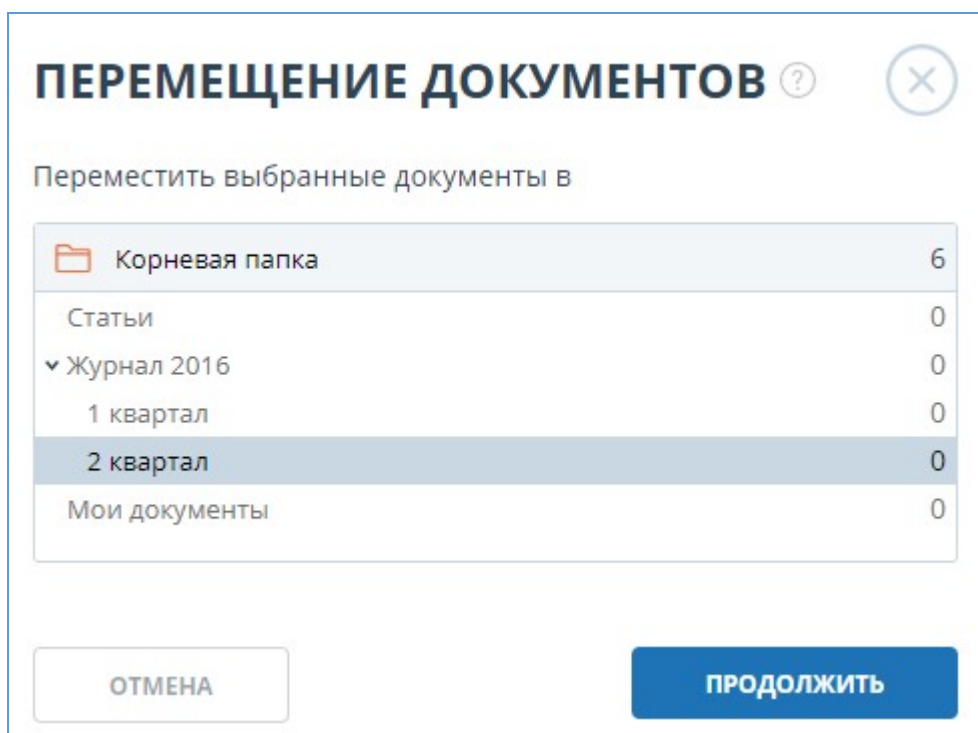 ПЕРЕМЕЩЕНИЕ ДОКУМЕНТОВ ?
Переместить выбранные документы в
Корневая папка 6
Статьи 0
Журнал 2016 0
1 квартал 0
2 квартал 0
Мои документы 0
ОТМЕНА ПРОДОЛЖИТЬ